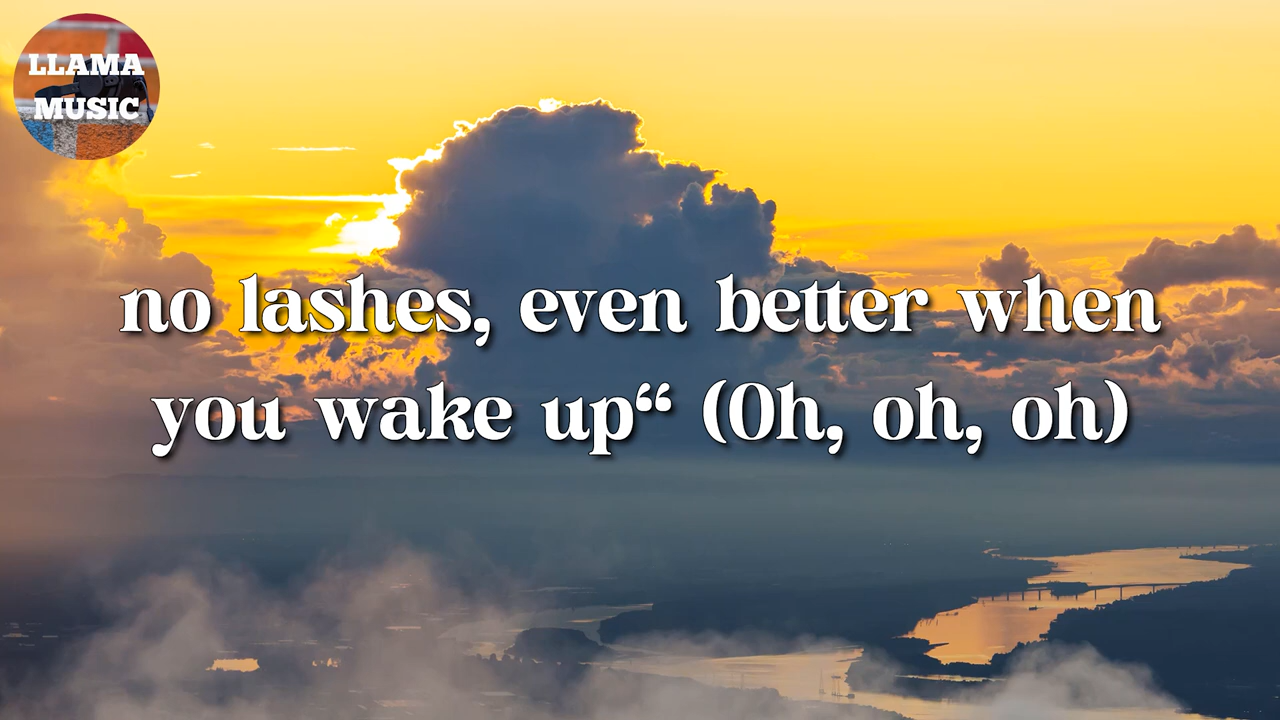 LLAMA
MUSIC
no lashes, even better when
you wake up“ (Oh, oh, oh)